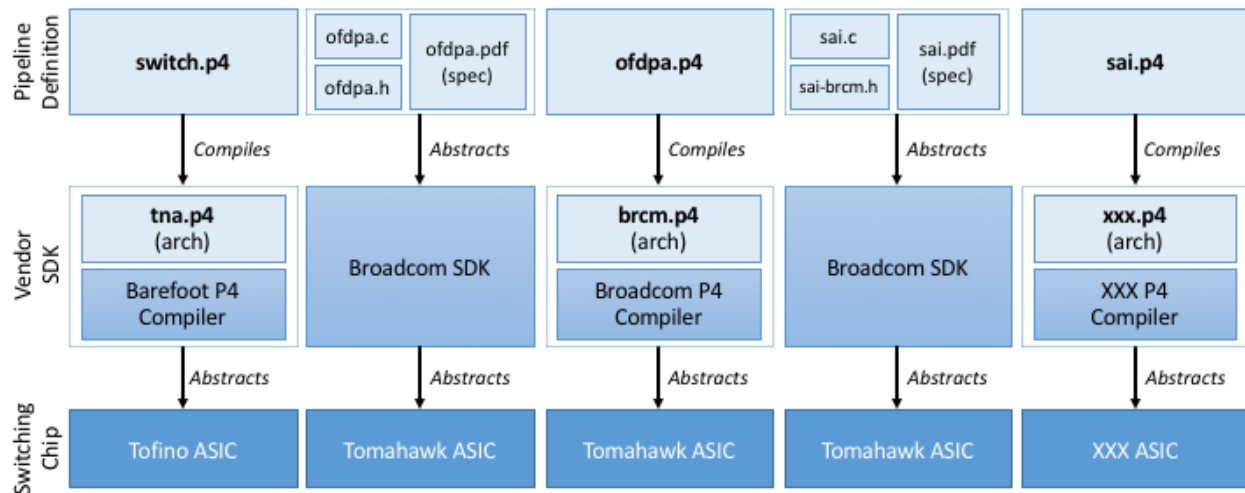 Pipeline
Definition
switch.p4
ofdpa.c
ofdpa.h
ofdpa.pdf
(spec)
ofdpa.p4
sai.c
sai-brcm.h
sai.pdf
(spec)
sai.p4
Compiles
Abstracts
Compiles
Abstracts
Compiles
Vendor
SDK
tna.p4
(arch)
Barefoot P4
Compiler
Broadcom SDK
brcm.p4
(arch)
Broadcom P4
Compiler
Broadcom SDK
xxx.p4
(arch)
XXX P4
Compiler
Abstracts
Abstracts
Abstracts
Abstracts
Abstracts
Switching
Chip
Tofino ASIC
Tomahawk ASIC
Tomahawk ASIC
Tomahawk ASIC
XXX ASIC